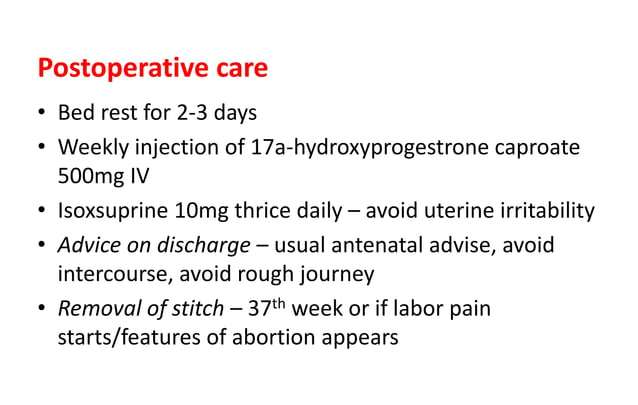 Postoperative care
• Bed rest for 2-3 days
• Weekly injection of 17a-hydroxyprogestrone caproate
500mg IV
• Isoxsuprine 10mg thrice daily – avoid uterine irritability
• Advice on discharge – usual antenatal advise, avoid
intercourse, avoid rough journey
• Removal of stitch – 37th week or if labor pain
starts/features of abortion appears